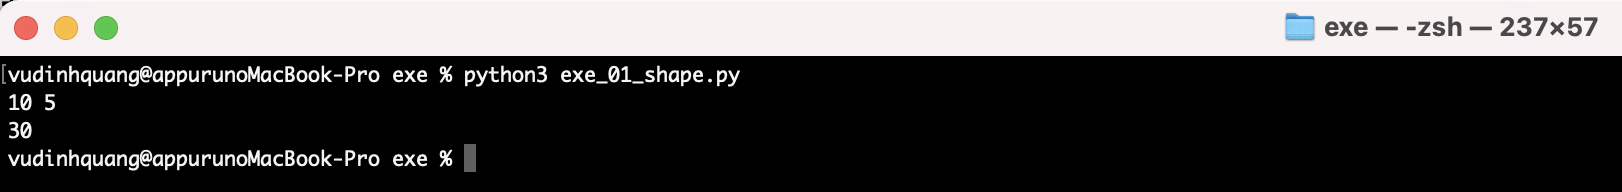 exe — -zsh — 237×57
[vudinhquang@appurunoMacBook-Pro exe % python3 exe_01_shape.py
10 5
30
vudinhquang@appurunoMacBook-Pro exe %